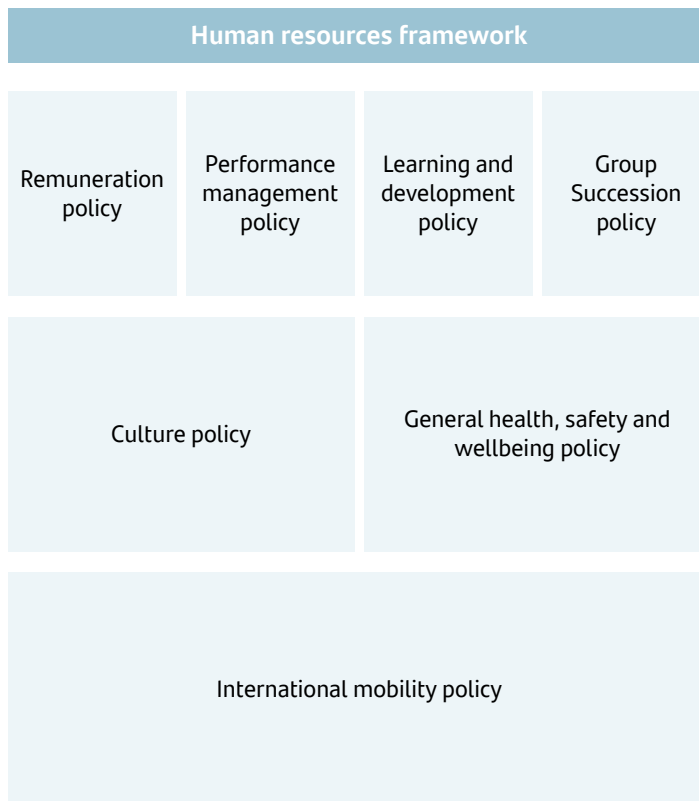 Human resources framework
Remuneration
policy
Performance
management
policy
Learning and
development
policy
Group
Succession
policy
Culture policy
General health, safety and
wellbeing policy
International mobility policy